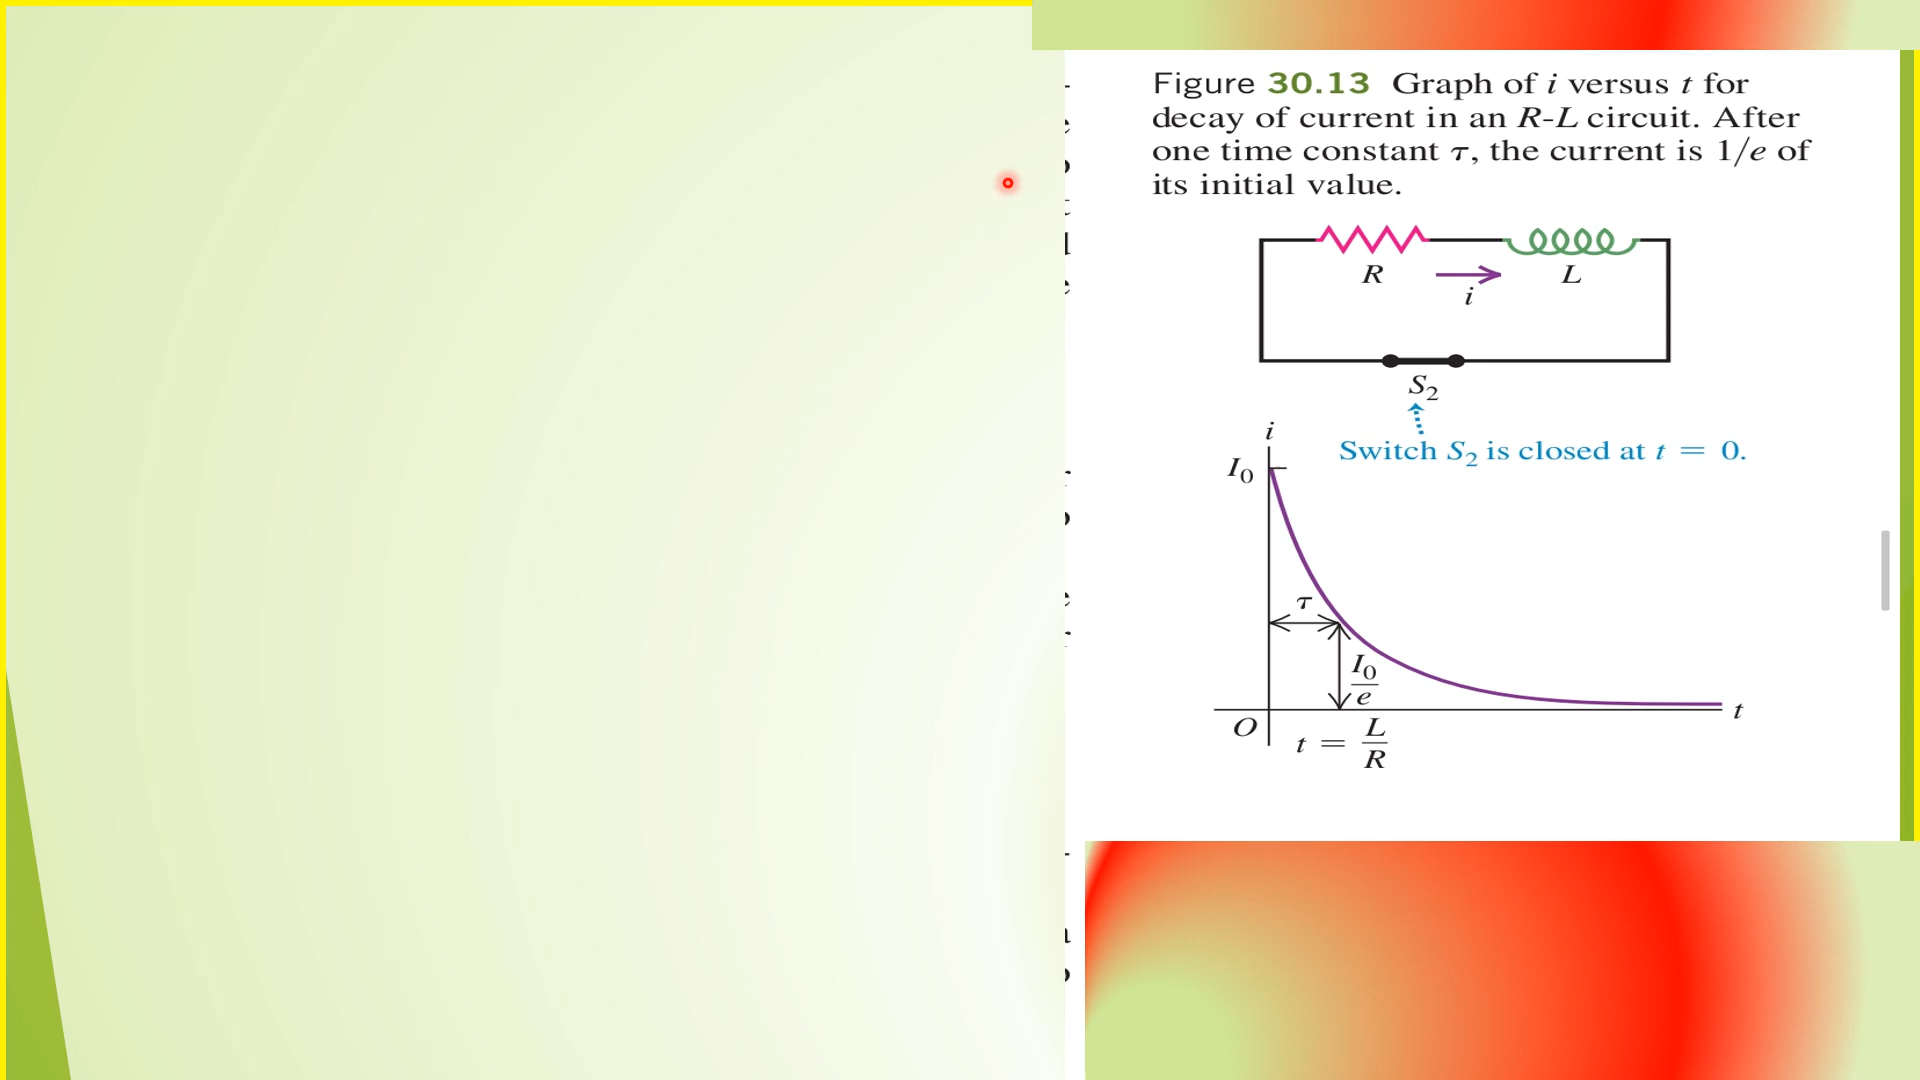 Figure 30.13 Graph of i versus t for
decay of current in an R-L circuit. After
one time constant τ, the current is 1/e of
its initial value.
R
L
i
S₂
i
Switch S₂ is closed at t = 0.
I₀
τ
I₀/e
t
O
t = L/R